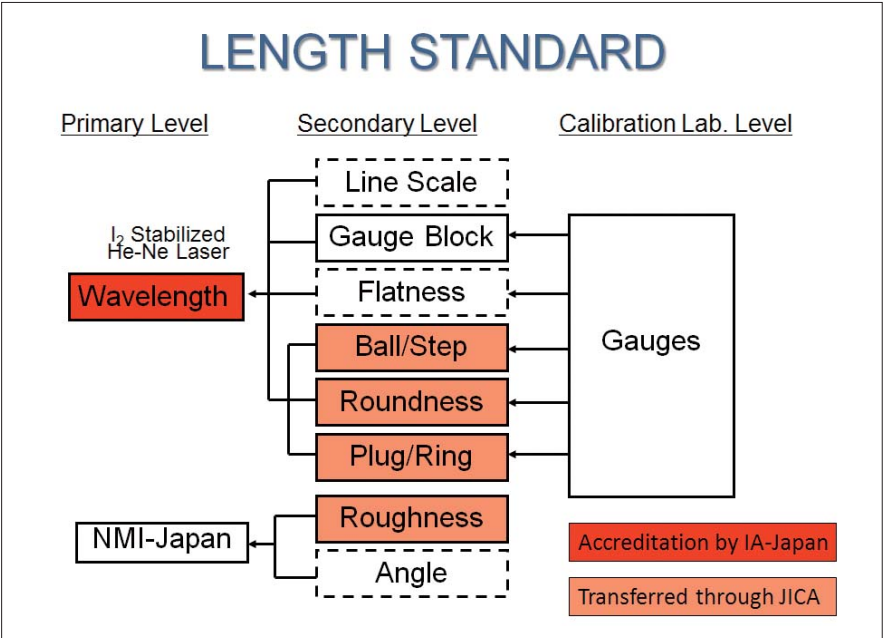 LENGTH STANDARD
Primary Level
Secondary Level
Calibration Lab. Level
Line Scale
I₂ Stabilized
He-Ne Laser
Gauge Block
Wavelength
Flatness
Ball/Step
Gauges
Roundness
Plug/Ring
NMI-Japan
Roughness
Angle
Accreditation by IA-Japan
Transferred through JICA